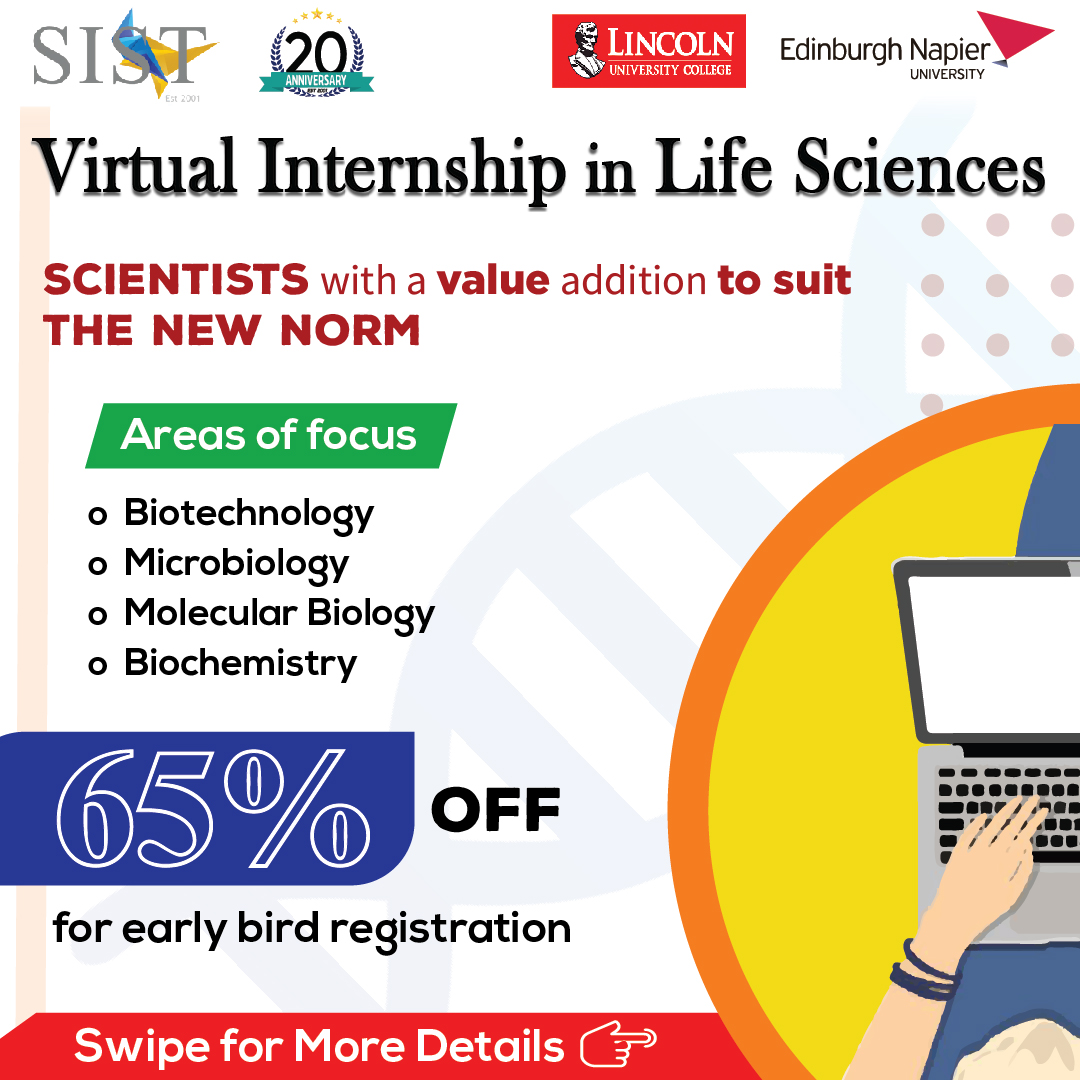 SIST
Est 2001
20
ANNIVERSARY
EST 2001
LINCOLN
UNIVERSITY COLLEGE
Edinburgh Napier
UNIVERSITY
Virtual Internship in Life Sciences
SCIENTISTS with a value addition to suit
THE NEW NORM
Areas of focus
o Biotechnology
o Microbiology
o Molecular Biology
o Biochemistry
65% OFF
for early bird registration
Swipe for More Details